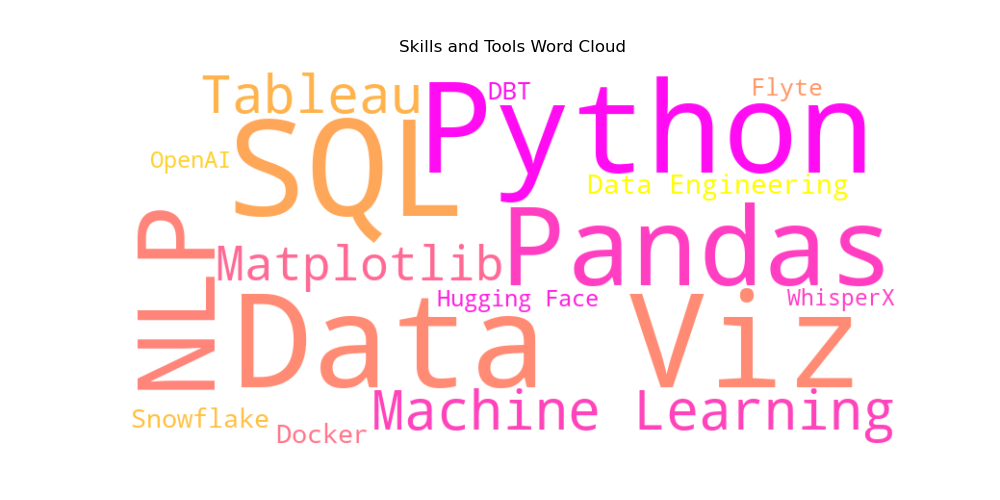 Skills and Tools Word Cloud
Tableau
Python
DBT
Flyte
SQL
OpenAI
Data Engineering
NLP
Pandas
Matplotlib
Hugging Face
WhisperX
Data Viz
Machine Learning
Snowflake
Docker